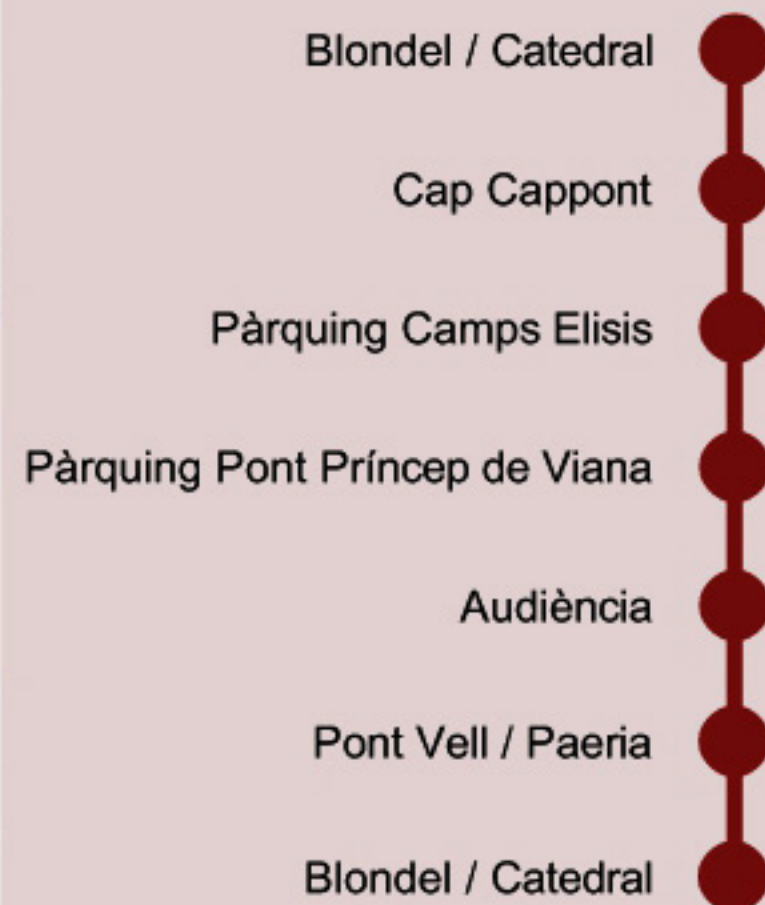 Blondel / Catedral
Cap Cappont
Pàrquing Camps Elisis
Pàrquing Pont Príncep de Viana
Audiència
Pont Vell / Paeria
Blondel / Catedral